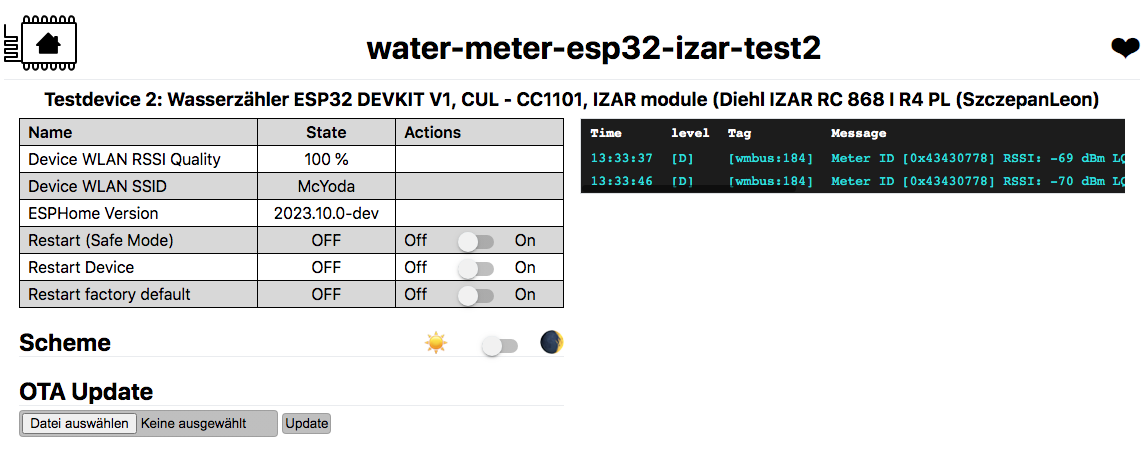 water-meter-esp32-izar-test2
Testdevice 2: Wasserzähler ESP32 DEVKIT V1, CUL - CC1101, IZAR module (Diehl IZAR RC 868 I R4 PL (SzczepanLeon)
Name State Actions
Device WLAN RSSI Quality 100 %
Device WLAN SSID McYoda
ESPHome Version 2023.10.0-dev
Restart (Safe Mode) OFF Off On
Restart Device OFF Off On
Restart factory default OFF Off On
Scheme
OTA Update
Datei auswählen Keine ausgewählt Update
Time level Tag Message
13:33:37 [D] [wmbus:184] Meter ID [0x43430778] RSSI: -69 dBm LQ
13:33:46 [D] [wmbus:184] Meter ID [0x43430778] RSSI: -70 dBm LQ